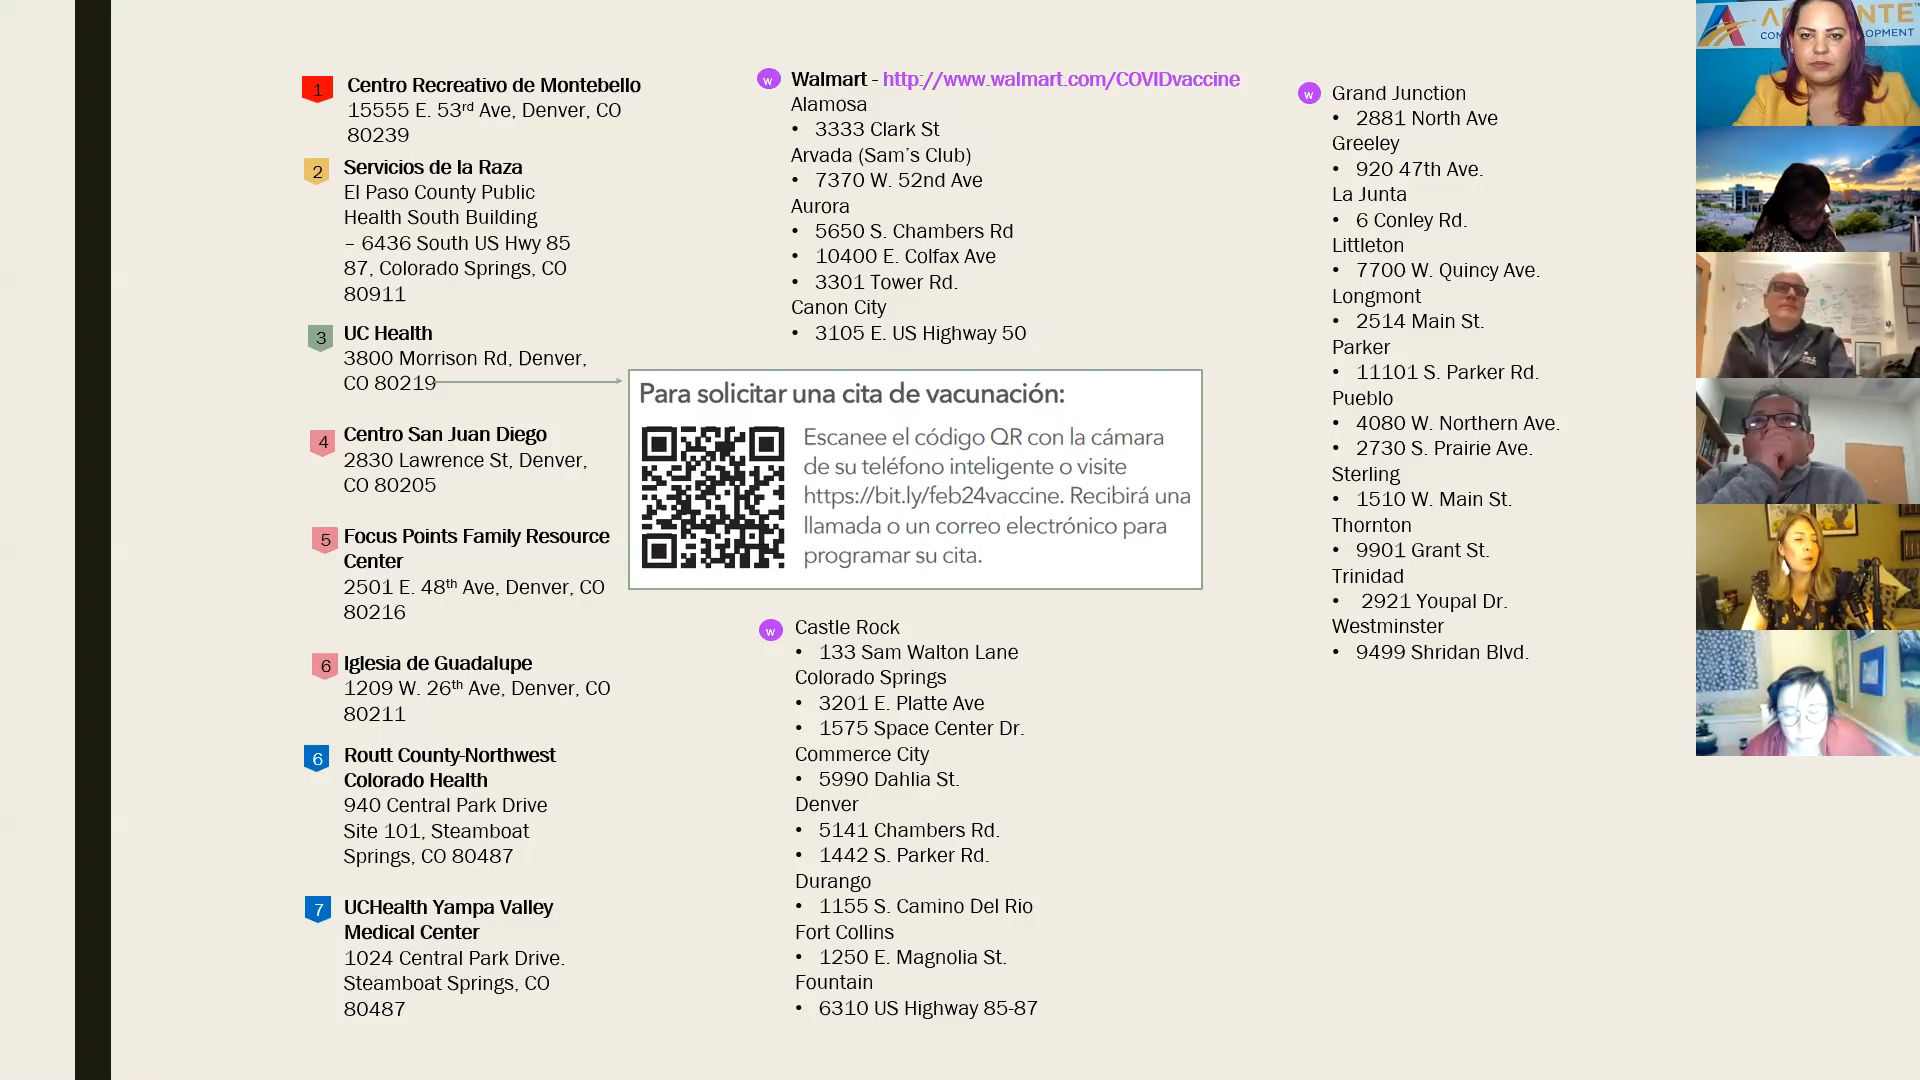 1
Centro Recreativo de Montebello
15555 E. 53rd Ave, Denver, CO
80239
2
Servicios de la Raza
El Paso County Public
Health South Building
– 6436 South US Hwy 85
87, Colorado Springs, CO
80911
3
UC Health
3800 Morrison Rd, Denver,
CO 80219
4
Centro San Juan Diego
2830 Lawrence St, Denver,
CO 80205
5
Focus Points Family Resource
Center
2501 E. 48th Ave, Denver, CO
80216
6
Iglesia de Guadalupe
1209 W. 26th Ave, Denver, CO
80211
6
Routt County-Northwest
Colorado Health
940 Central Park Drive
Site 101, Steamboat
Springs, CO 80487
7
UCHealth Yampa Valley
Medical Center
1024 Central Park Drive.
Steamboat Springs, CO
80487
w
Walmart - http://www.walmart.com/COVIDvaccine
Alamosa
• 3333 Clark St
Arvada (Sam's Club)
• 7370 W. 52nd Ave
Aurora
• 5650 S. Chambers Rd
• 10400 E. Colfax Ave
• 3301 Tower Rd.
Canon City
• 3105 E. US Highway 50
Para solicitar una cita de vacunación:
Escanee el código QR con la cámara
de su teléfono inteligente o visite
https://bit.ly/feb24vaccine. Recibirá una
llamada o un correo electrónico para
programar su cita.
w
Castle Rock
• 133 Sam Walton Lane
Colorado Springs
• 3201 E. Platte Ave
• 1575 Space Center Dr.
Commerce City
• 5990 Dahlia St.
Denver
• 5141 Chambers Rd.
• 1442 S. Parker Rd.
Durango
• 1155 S. Camino Del Rio
Fort Collins
• 1250 E. Magnolia St.
Fountain
• 6310 US Highway 85-87
w
Grand Junction
• 2881 North Ave
Greeley
• 920 47th Ave.
La Junta
• 6 Conley Rd.
Littleton
• 7700 W. Quincy Ave.
Longmont
• 2514 Main St.
Parker
• 11101 S. Parker Rd.
Pueblo
• 4080 W. Northern Ave.
• 2730 S. Prairie Ave.
Sterling
• 1510 W. Main St.
Thornton
• 9901 Grant St.
Trinidad
• 2921 Youpal Dr.
Westminster
• 9499 Shridan Blvd.